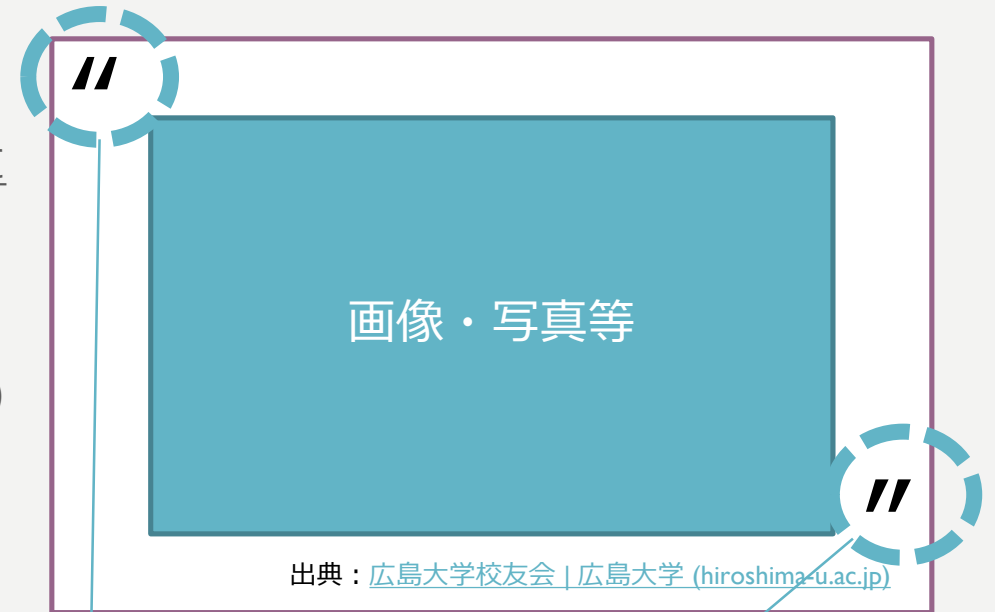 "
画像・写真等
"
出典：広島大学校友会 | 広島大学 (hiroshima-u.ac.jp)